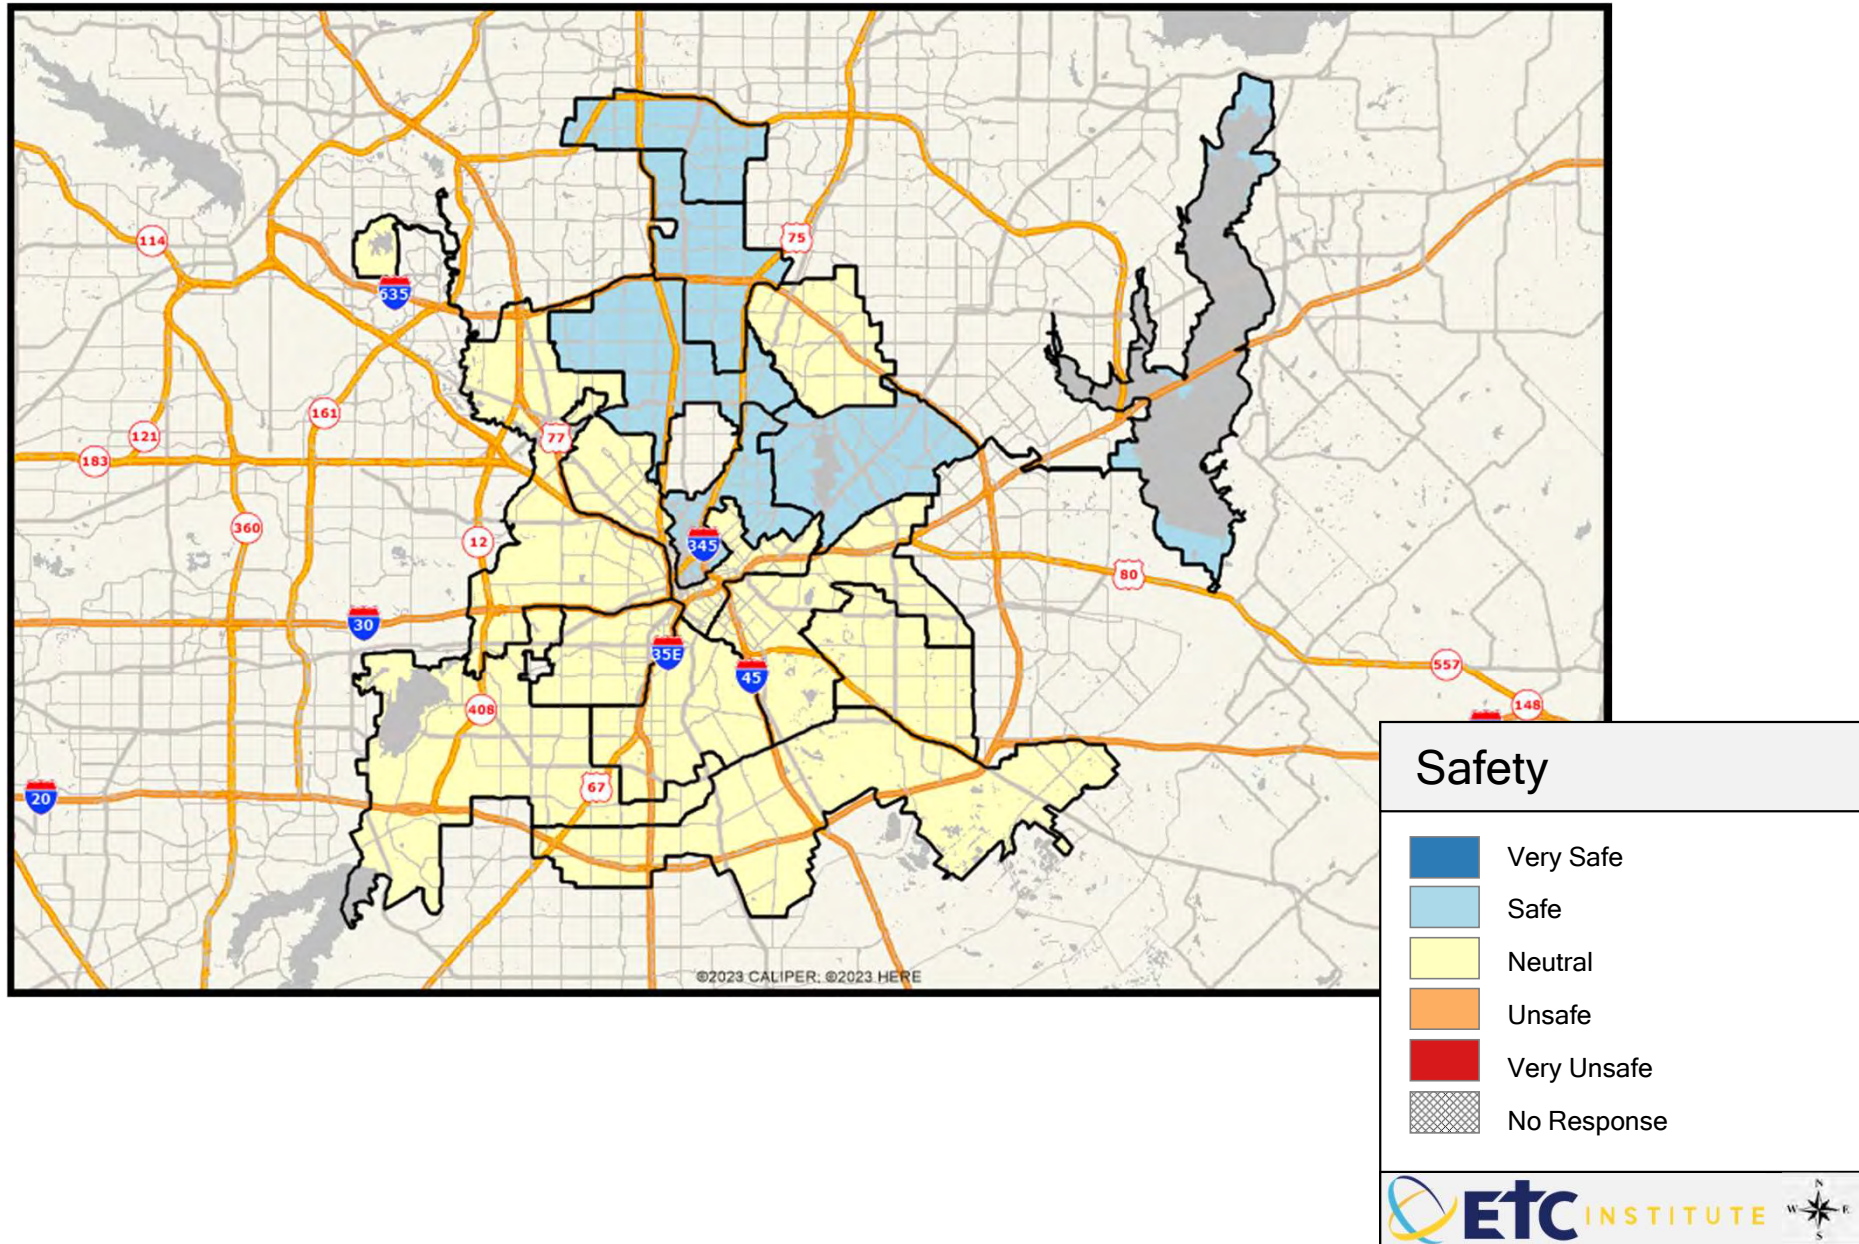 114
75
635
161
121
77
183
360
12
345
80
30
35E
45
557
408
148
67
20
©2023 CALIPER; ©2023 HERE
Safety
Very Safe
Safe
Neutral
Unsafe
Very Unsafe
No Response
ETC INSTITUTE
N
W E
S